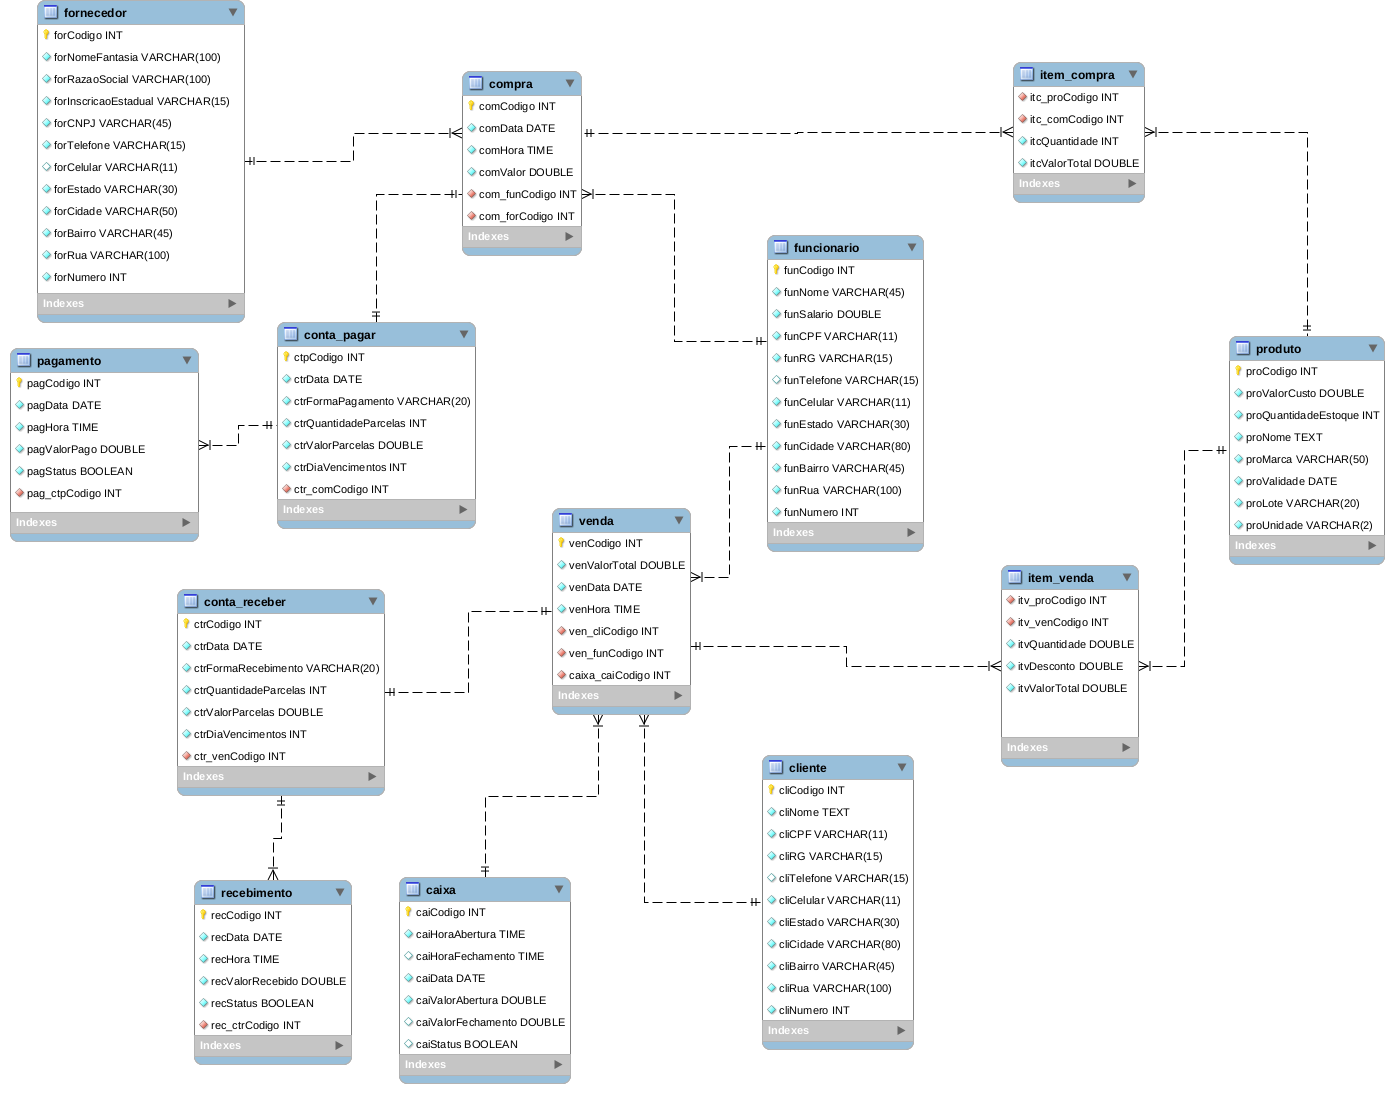 fornecedor
forCodigo INT
forNomeFantasia VARCHAR(100)
forRazaoSocial VARCHAR(100)
forInscricaoEstadual VARCHAR(15)
forCNPJ VARCHAR(45)
forTelefone VARCHAR(15)
forCelular VARCHAR(11)
forEstado VARCHAR(30)
forCidade VARCHAR(50)
forBairro VARCHAR(45)
forRua VARCHAR(100)
forNumero INT
Indexes
compra
comCodigo INT
comData DATE
comHora TIME
comValor DOUBLE
com_funCodigo INT
com_forCodigo INT
Indexes
item_compra
itc_proCodigo INT
itc_comCodigo INT
itcQuantidade INT
itcValorTotal DOUBLE
Indexes
funcionario
funCodigo INT
funNome VARCHAR(45)
funSalario DOUBLE
funCPF VARCHAR(11)
funRG VARCHAR(15)
funTelefone VARCHAR(15)
funCelular VARCHAR(11)
funEstado VARCHAR(30)
funCidade VARCHAR(80)
funBairro VARCHAR(45)
funRua VARCHAR(100)
funNumero INT
Indexes
conta_pagar
ctpCodigo INT
ctrData DATE
ctrFormaPagamento VARCHAR(20)
ctrQuantidadeParcelas INT
ctrValorParcelas DOUBLE
ctrDiaVencimentos INT
ctr_comCodigo INT
Indexes
pagamento
pagCodigo INT
pagData DATE
pagHora TIME
pagValorPago DOUBLE
pagStatus BOOLEAN
pag_ctpCodigo INT
Indexes
produto
proCodigo INT
proValorCusto DOUBLE
proQuantidadeEstoque INT
proNome TEXT
proMarca VARCHAR(50)
proValidade DATE
proLote VARCHAR(20)
proUnidade VARCHAR(2)
Indexes
venda
venCodigo INT
venValorTotal DOUBLE
venData DATE
venHora TIME
ven_cliCodigo INT
ven_funCodigo INT
caixa_caiCodigo INT
Indexes
item_venda
itv_proCodigo INT
itv_venCodigo INT
itvQuantidade DOUBLE
itvDesconto DOUBLE
itvValorTotal DOUBLE
Indexes
conta_receber
ctrCodigo INT
ctrData DATE
ctrFormaRecebimento VARCHAR(20)
ctrQuantidadeParcelas INT
ctrValorParcelas DOUBLE
ctrDiaVencimentos INT
ctr_venCodigo INT
Indexes
cliente
cliCodigo INT
cliNome TEXT
cliCPF VARCHAR(11)
cliRG VARCHAR(15)
cliTelefone VARCHAR(15)
cliCelular VARCHAR(11)
cliEstado VARCHAR(30)
cliCidade VARCHAR(80)
cliBairro VARCHAR(45)
cliRua VARCHAR(100)
cliNumero INT
Indexes
recebimento
recCodigo INT
recData DATE
recHora TIME
recValorRecebido DOUBLE
recStatus BOOLEAN
rec_ctrCodigo INT
Indexes
caixa
caiCodigo INT
caiHoraAbertura TIME
caiHoraFechamento TIME
caiData DATE
caiValorAbertura DOUBLE
caiValorFechamento DOUBLE
caiStatus BOOLEAN
Indexes